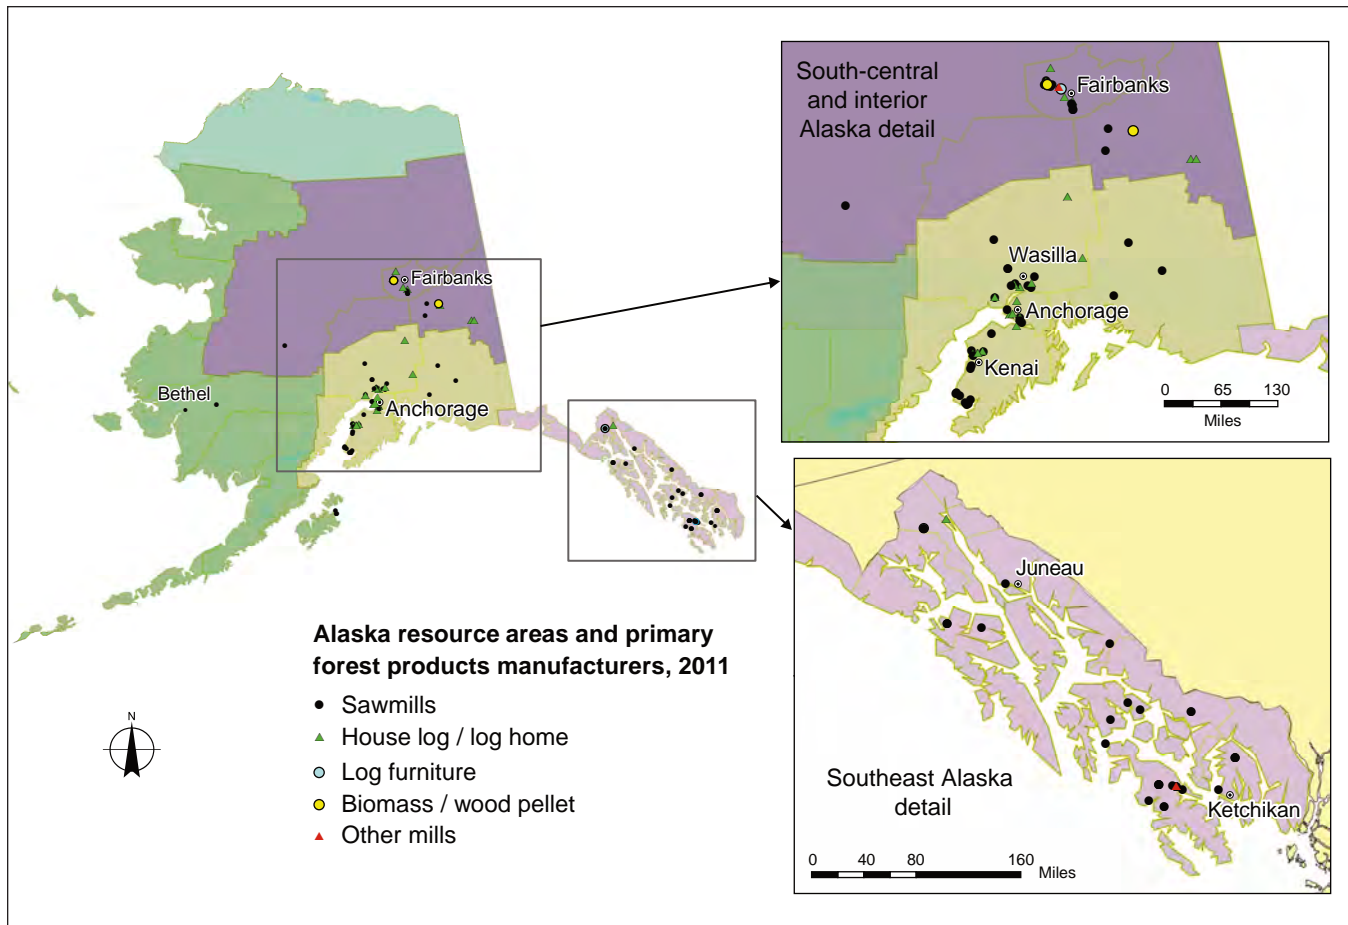 South-central
and interior
Alaska detail
Fairbanks
Wasilla
Anchorage
Kenai
0 65 130
Miles
Fairbanks
Bethel
Anchorage
Juneau
Ketchikan
Southeast Alaska
detail
0 40 80 160
Miles
Alaska resource areas and primary
forest products manufacturers, 2011
Sawmills
House log / log home
Log furniture
Biomass / wood pellet
Other mills
N